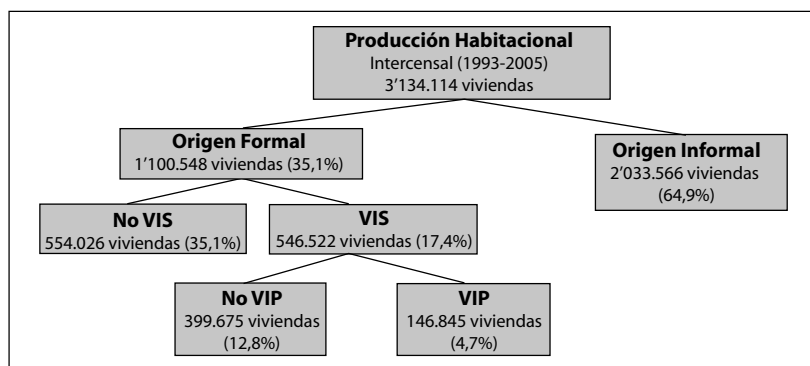 Producción Habitacional
Intercensal (1993-2005)
3’134.114 viviendas
Origen Formal
1’100.548 viviendas (35,1%)
Origen Informal
2’033.566 viviendas
(64,9%)
No VIS
554.026 viviendas (35,1%)
VIS
546.522 viviendas (17,4%)
No VIP
399.675 viviendas
(12,8%)
VIP
146.845 viviendas
(4,7%)